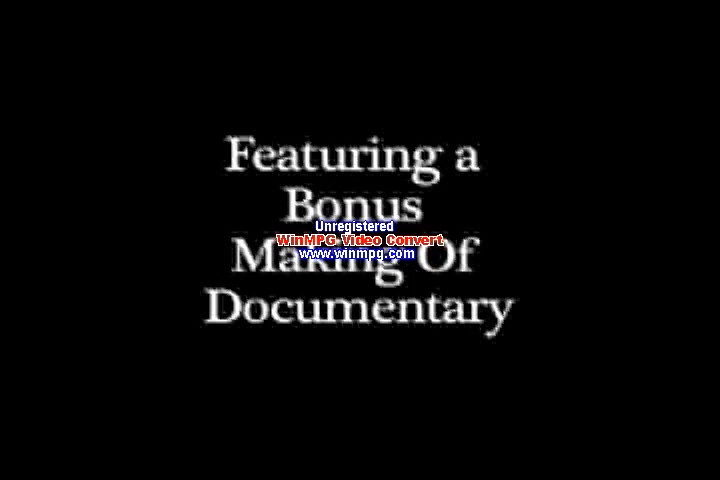 Featuring a
Bonus
Unregistered
WinMPG Video Convert
www.winmpg.com
Making Of
Documentary